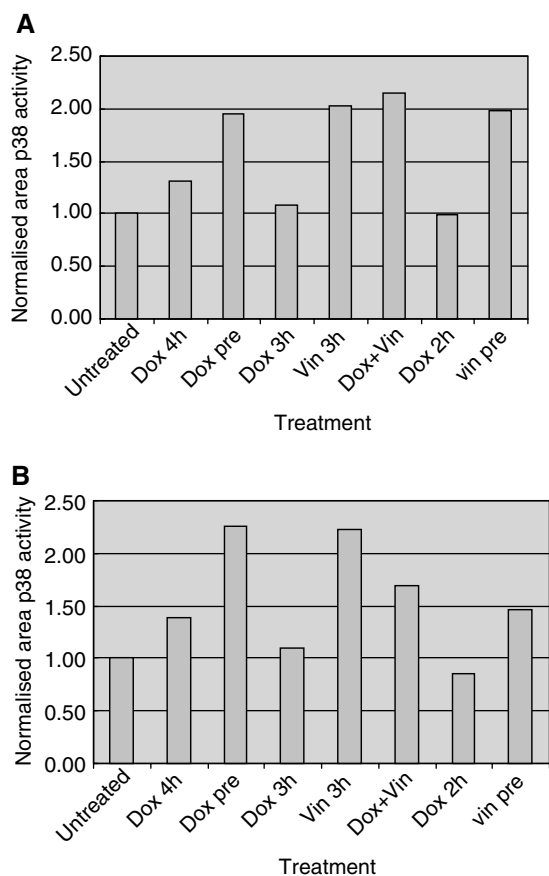 A
Normalised area p38 activity
2.50
2.00
1.50
1.00
0.50
0.00
Untreated
Dox 4h
Dox pre
Dox 3h
Vin 3h
Dox+Vin
Dox 2h
vin pre
Treatment
B
Normalised area p38 activity
2.50
2.00
1.50
1.00
0.50
0.00
Untreated
Dox 4h
Dox pre
Dox 3h
Vin 3h
Dox+Vin
Dox 2h
vin pre
Treatment